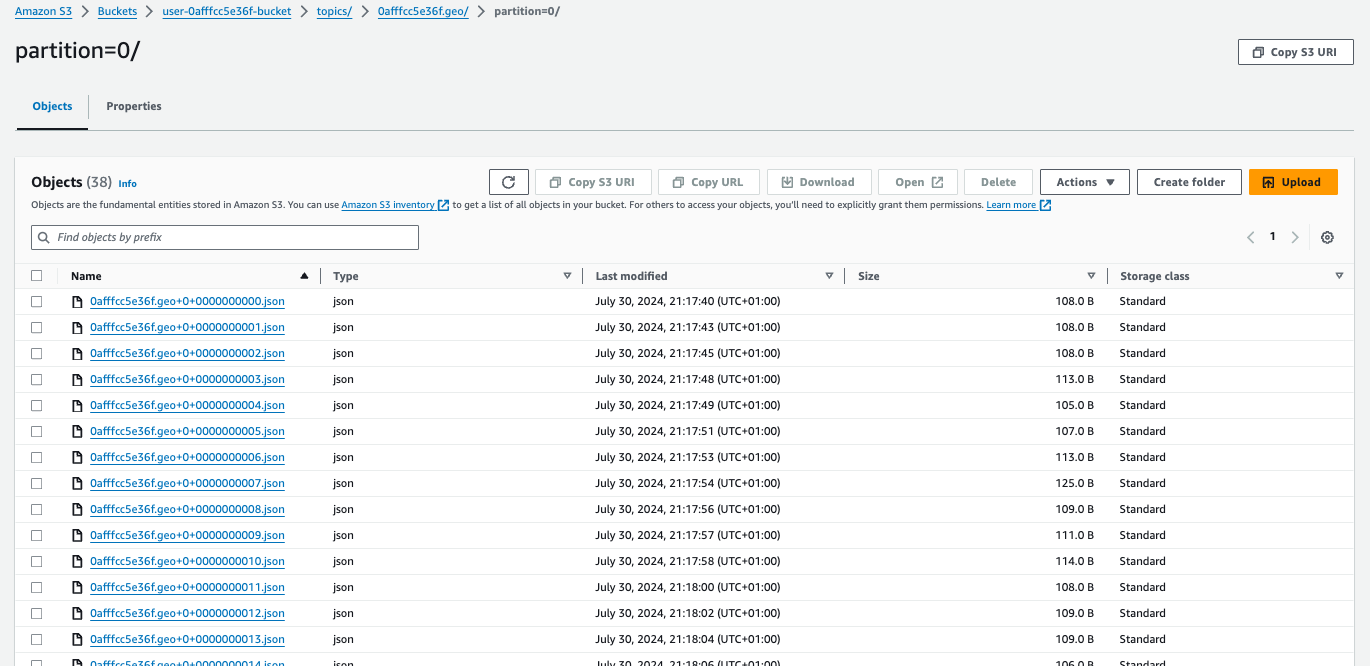 Amazon S3 > Buckets > user-0afffcc5e36f-bucket > topics/ > 0afffcc5e36f.geo/ > partition=0/
partition=0/
Copy S3 URI
Objects Properties
Objects (38) Info
Copy S3 URI Copy URL Download Open Delete Actions Create folder Upload
Objects are the fundamental entities stored in Amazon S3. You can use Amazon S3 inventory to get a list of all objects in your bucket. For others to access your objects, you'll need to explicitly grant them permissions. Learn more
Find objects by prefix
1
Name Type Last modified Size Storage class
0afffcc5e36f.geo+0+0000000000.json json July 30, 2024, 21:17:40 (UTC+01:00) 108.0 B Standard
0afffcc5e36f.geo+0+0000000001.json json July 30, 2024, 21:17:43 (UTC+01:00) 108.0 B Standard
0afffcc5e36f.geo+0+0000000002.json json July 30, 2024, 21:17:45 (UTC+01:00) 108.0 B Standard
0afffcc5e36f.geo+0+0000000003.json json July 30, 2024, 21:17:48 (UTC+01:00) 113.0 B Standard
0afffcc5e36f.geo+0+0000000004.json json July 30, 2024, 21:17:49 (UTC+01:00) 105.0 B Standard
0afffcc5e36f.geo+0+0000000005.json json July 30, 2024, 21:17:51 (UTC+01:00) 107.0 B Standard
0afffcc5e36f.geo+0+0000000006.json json July 30, 2024, 21:17:53 (UTC+01:00) 113.0 B Standard
0afffcc5e36f.geo+0+0000000007.json json July 30, 2024, 21:17:54 (UTC+01:00) 125.0 B Standard
0afffcc5e36f.geo+0+0000000008.json json July 30, 2024, 21:17:56 (UTC+01:00) 109.0 B Standard
0afffcc5e36f.geo+0+0000000009.json json July 30, 2024, 21:17:57 (UTC+01:00) 111.0 B Standard
0afffcc5e36f.geo+0+0000000010.json json July 30, 2024, 21:17:58 (UTC+01:00) 114.0 B Standard
0afffcc5e36f.geo+0+0000000011.json json July 30, 2024, 21:18:00 (UTC+01:00) 108.0 B Standard
0afffcc5e36f.geo+0+0000000012.json json July 30, 2024, 21:18:02 (UTC+01:00) 109.0 B Standard
0afffcc5e36f.geo+0+0000000013.json json July 30, 2024, 21:18:04 (UTC+01:00) 109.0 B Standard
0afffcc5e36f.geo+0+0000000014.json json July 30, 2024, 21:18:06 (UTC+01:00) 106.0 B Standard